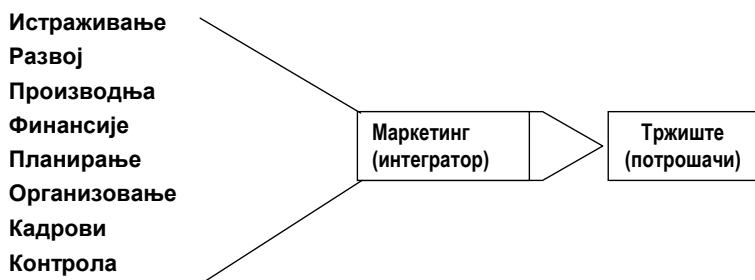 Истраживање
Развој
Производња
Финансије
Планирање
Организовање
Кадрови
Контрола
Маркетинг
(интегратор)
Тржиште
(потрошачи)